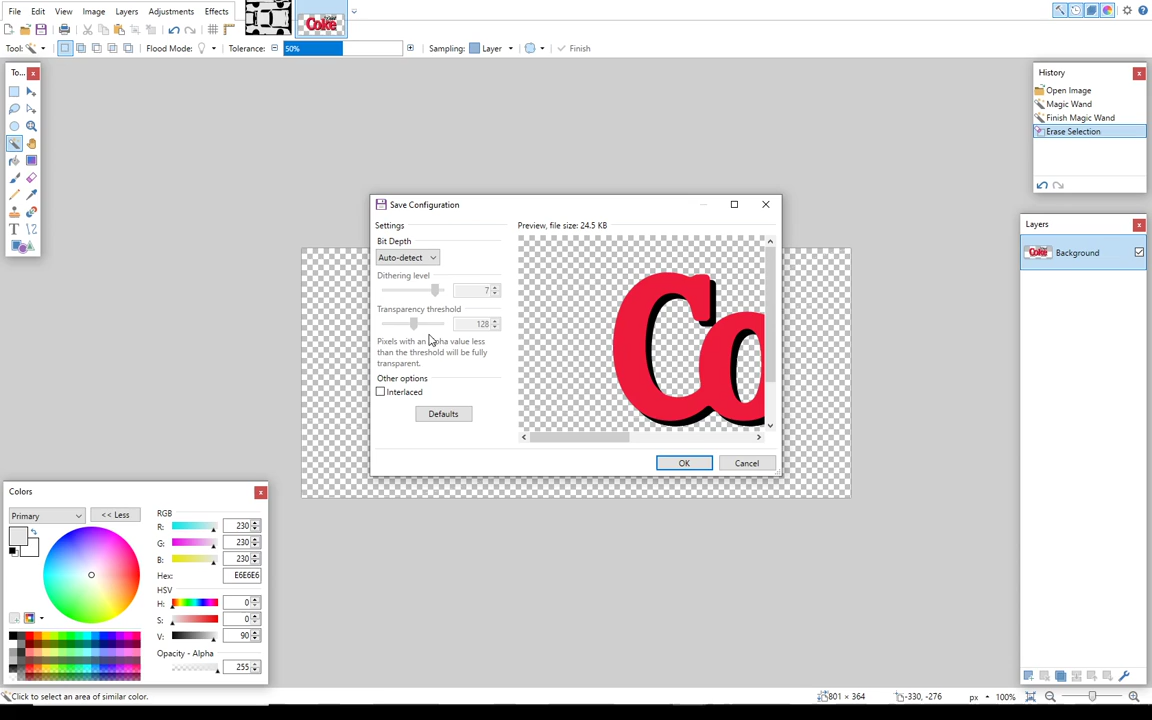 File Edit View Image Layers Adjustments Effects
Tool: Flood Mode: Tolerance: 50% Sampling: Layer Finish
To...
History
Open Image
Magic Wand
Finish Magic Wand
Erase Selection
Save Configuration
Settings
Bit Depth
Auto-detect
Dithering level
7
Transparency threshold
128
Pixels with an alpha value less
than the threshold will be fully
transparent.
Other options
Interlaced
Defaults
Preview, file size: 24.5 KB
Co
OK Cancel
Layers
Coke Background
Coke
Colors
Primary << Less
RGB
R: 230
G: 230
B: 230
Hex: E6E6E6
HSV
H: 0
S: 0
V: 90
Opacity - Alpha
255
Click to select an area of similar color.
801 × 364 -330, -276 px 100%